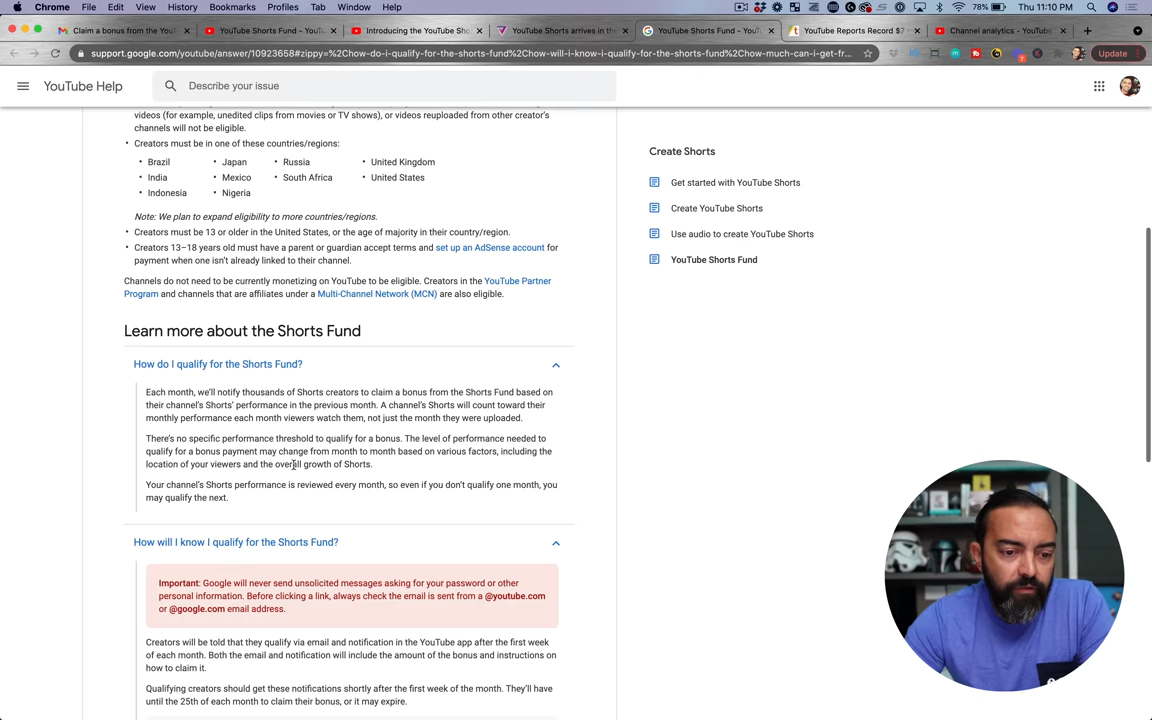 Chrome File Edit View History Bookmarks Profiles Tab Window Help
78% Thu 11:10 PM
Claim a bonus from the YouTub
YouTube Shorts Fund - YouTub
Introducing the YouTube Sho
YouTube Shorts arrives in the
YouTube Shorts Fund - YouTub
YouTube Reports Record $7
Channel analytics - YouTube
support.google.com/youtube/answer/10923658#zippy=%2Chow-do-i-qualify-for-the-shorts-fund%2Chow-will-i-know-i-qualify-for-the-shorts-fund%2Chow-much-can-i-get-fr...
Update
YouTube Help
Describe your issue
videos (for example, unedited clips from movies or TV shows), or videos reuploaded from other creator's
channels will not be eligible.
• Creators must be in one of these countries/regions:
• Brazil • Japan • Russia • United Kingdom
• India • Mexico • South Africa • United States
• Indonesia • Nigeria
Note: We plan to expand eligibility to more countries/regions.
• Creators must be 13 or older in the United States, or the age of majority in their country/region.
• Creators 13–18 years old must have a parent or guardian accept terms and set up an AdSense account for
payment when one isn't already linked to their channel.
Channels do not need to be currently monetizing on YouTube to be eligible. Creators in the YouTube Partner
Program and channels that are affiliates under a Multi-Channel Network (MCN) are also eligible.
Learn more about the Shorts Fund
How do I qualify for the Shorts Fund?
Each month, we'll notify thousands of Shorts creators to claim a bonus from the Shorts Fund based on
their channel's Shorts' performance in the previous month. A channel's Shorts will count toward their
monthly performance each month viewers watch them, not just the month they were uploaded.
There's no specific performance threshold to qualify for a bonus. The level of performance needed to
qualify for a bonus payment may change from month to month based on various factors, including the
location of your viewers and the overall growth of Shorts.
Your channel's Shorts performance is reviewed every month, so even if you don't qualify one month, you
may qualify the next.
How will I know I qualify for the Shorts Fund?
Important: Google will never send unsolicited messages asking for your password or other
personal information. Before clicking a link, always check the email is sent from a @youtube.com
or @google.com email address.
Creators will be told that they qualify via email and notification in the YouTube app after the first week
of each month. Both the email and notification will include the amount of the bonus and instructions on
how to claim it.
Qualifying creators should get these notifications shortly after the first week of the month. They'll have
until the 25th of each month to claim their bonus, or it may expire.
Create Shorts
Get started with YouTube Shorts
Create YouTube Shorts
Use audio to create YouTube Shorts
YouTube Shorts Fund